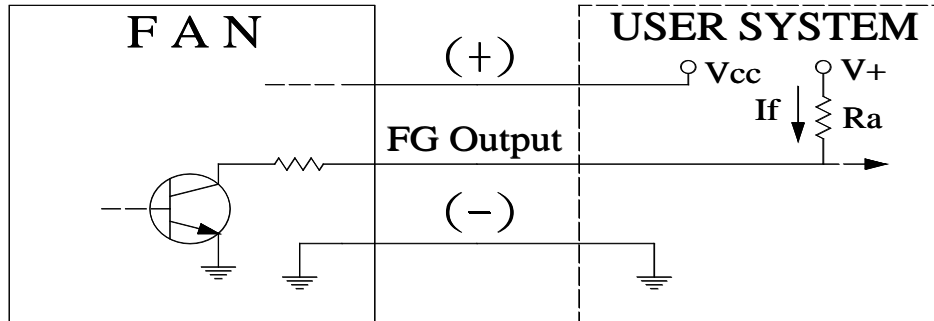 F A N
USER SYSTEM
(+)
Vcc
V+
If
Ra
FG Output
(-)